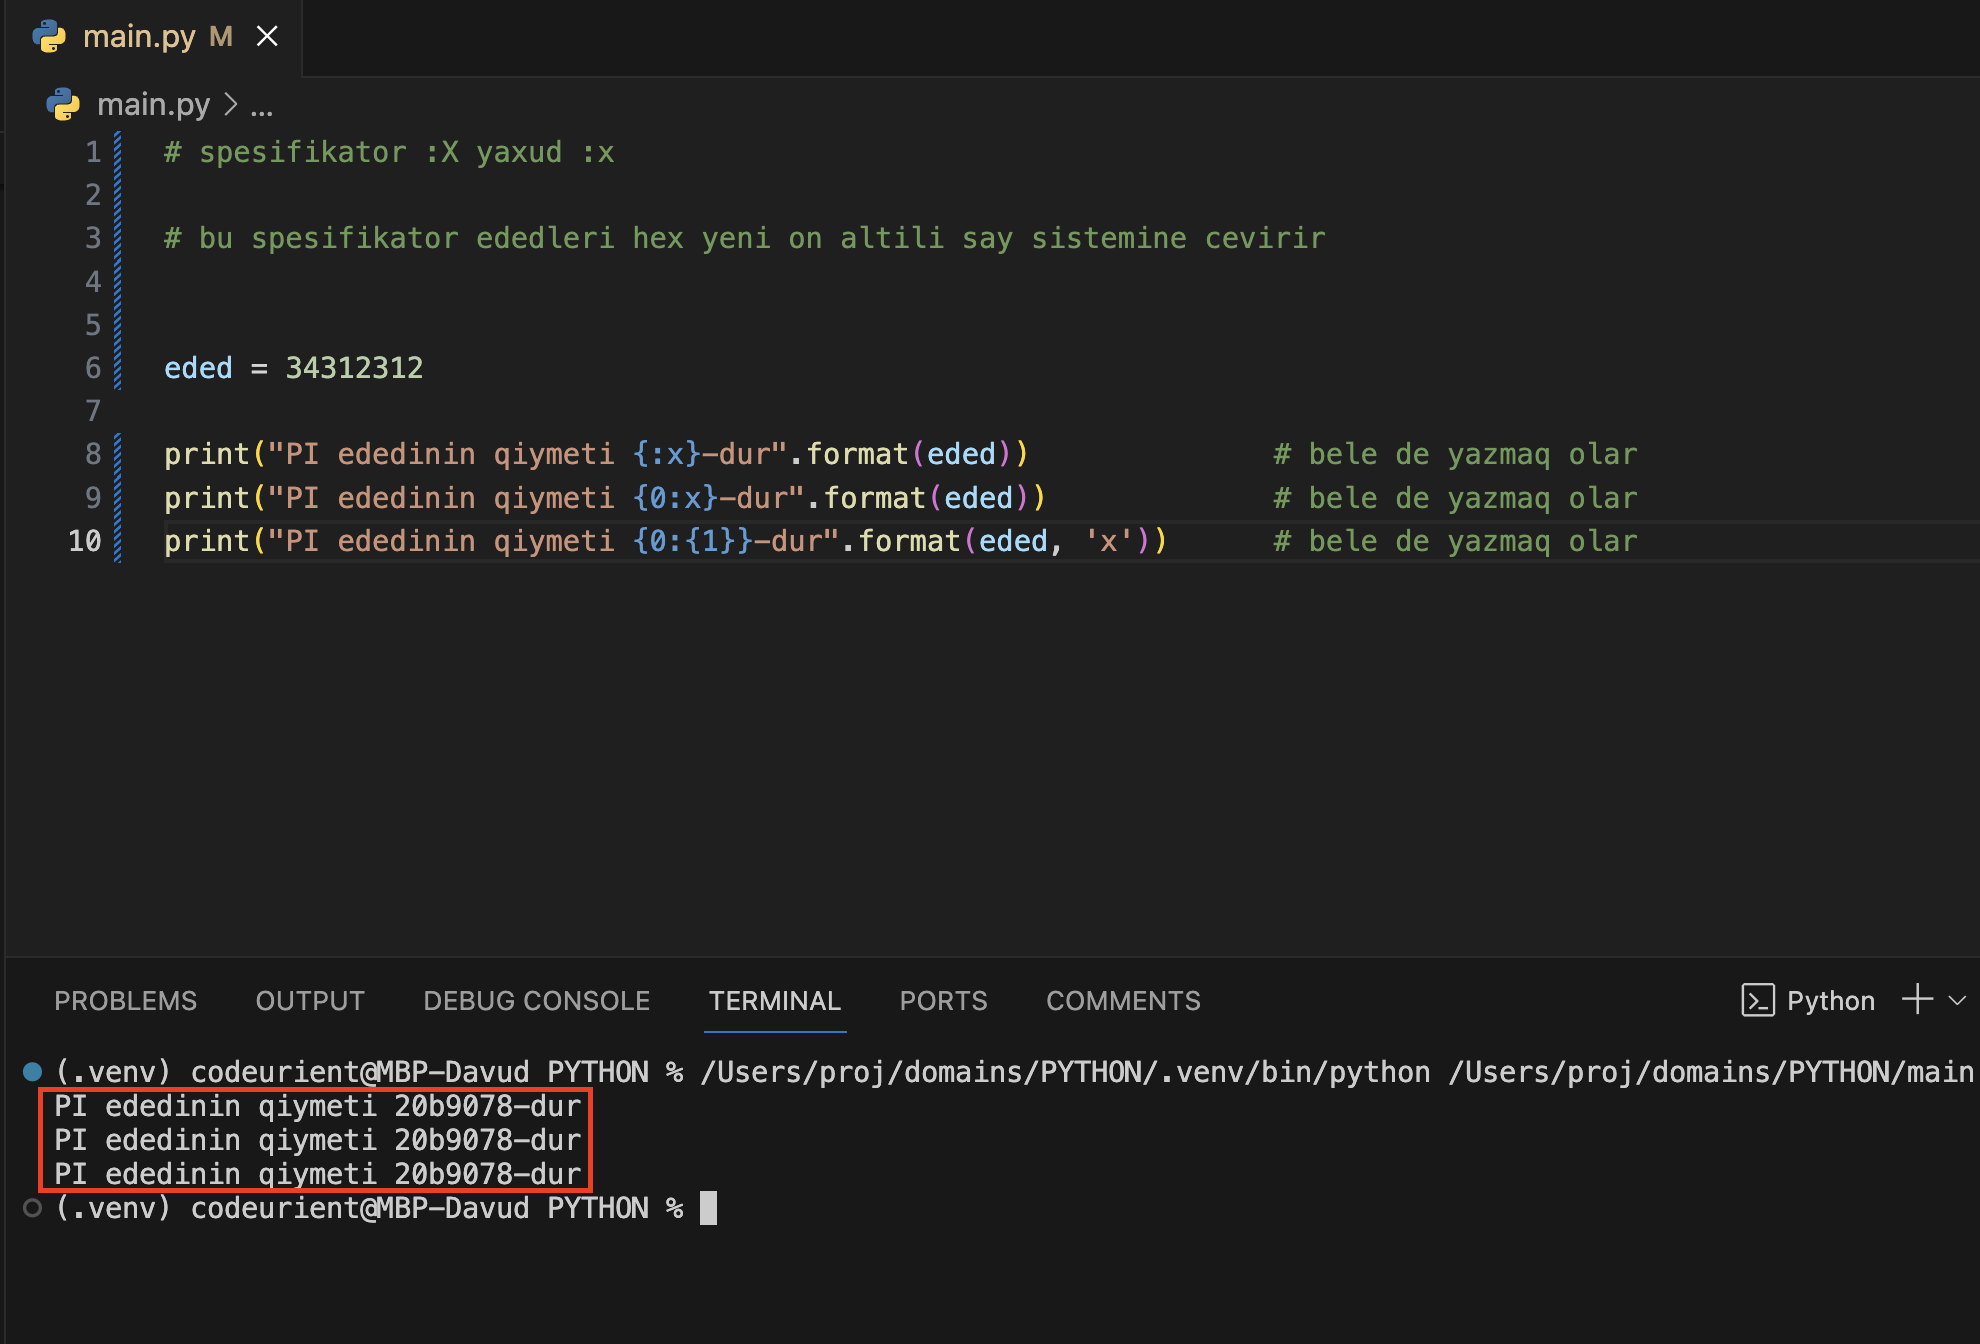 main.py M
main.py > ...
1 # spesifikator :X yaxud :x
2
3 # bu spesifikator ededleri hex yeni on altili say sistemine cevirir
4
5
6 eded = 34312312
7
8 print("PI ededinin qiymeti {:x}-dur".format(eded)) # bele de yazmaq olar
9 print("PI ededinin qiymeti {0:x}-dur".format(eded)) # bele de yazmaq olar
10 print("PI ededinin qiymeti {0:{1}}-dur".format(eded, 'x')) # bele de yazmaq olar
PROBLEMS OUTPUT DEBUG CONSOLE TERMINAL PORTS COMMENTS Python
(.venv) codeurient@MBP-Davud PYTHON % /Users/proj/domains/PYTHON/.venv/bin/python /Users/proj/domains/PYTHON/main
PI ededinin qiymeti 20b9078-dur
PI ededinin qiymeti 20b9078-dur
PI ededinin qiymeti 20b9078-dur
(.venv) codeurient@MBP-Davud PYTHON %